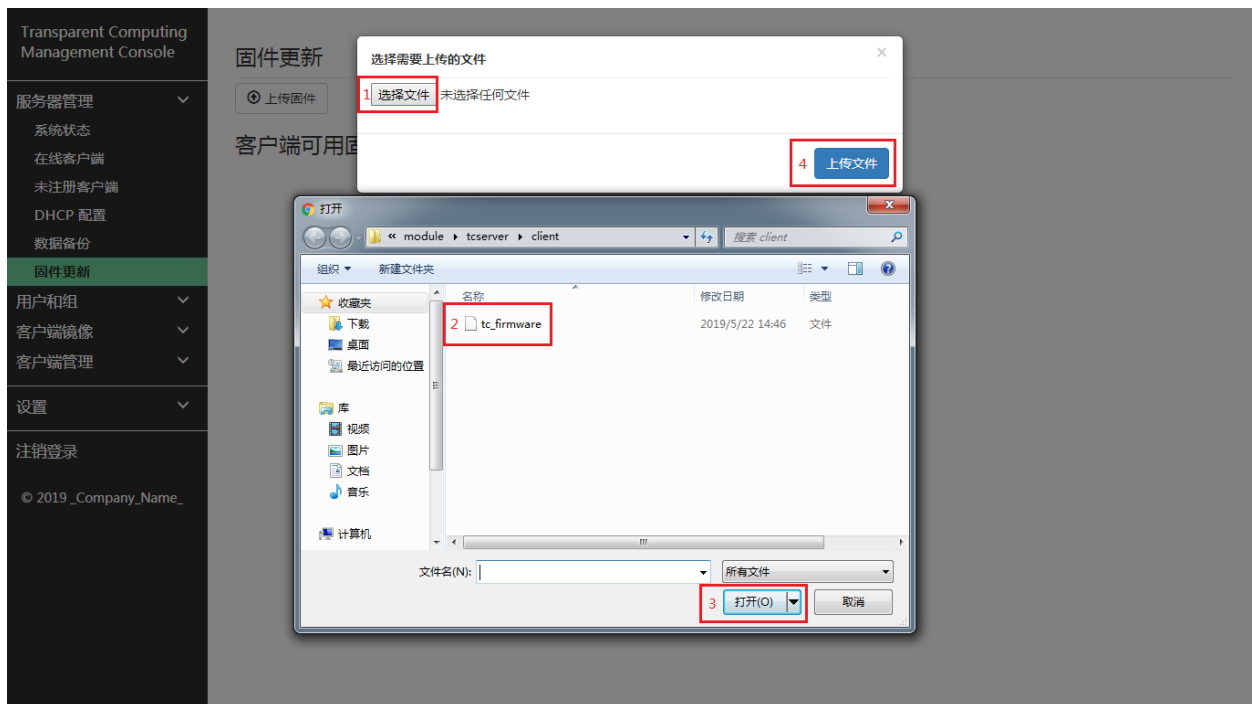 Transparent Computing
Management Console
服务器管理
系统状态
在线客户端
未注册客户端
DHCP 配置
数据备份
固件更新
用户和组
客户端镜像
客户端管理
设置
注销登录
© 2019 _Company_Name_
固件更新
上传固件
客户端可用固
选择需要上传的文件
×
1 选择文件 未选择任何文件
4 上传文件
打开
« module ▸ tcserver ▸ client
搜索 client
组织 ▼ 新建文件夹
名称 修改日期 类型
2 tc_firmware 2019/5/22 14:46 文件
收藏夹
下载
桌面
最近访问的位置
库
视频
图片
文档
音乐
计算机
文件名(N): 所有文件
3 打开(O) 取消